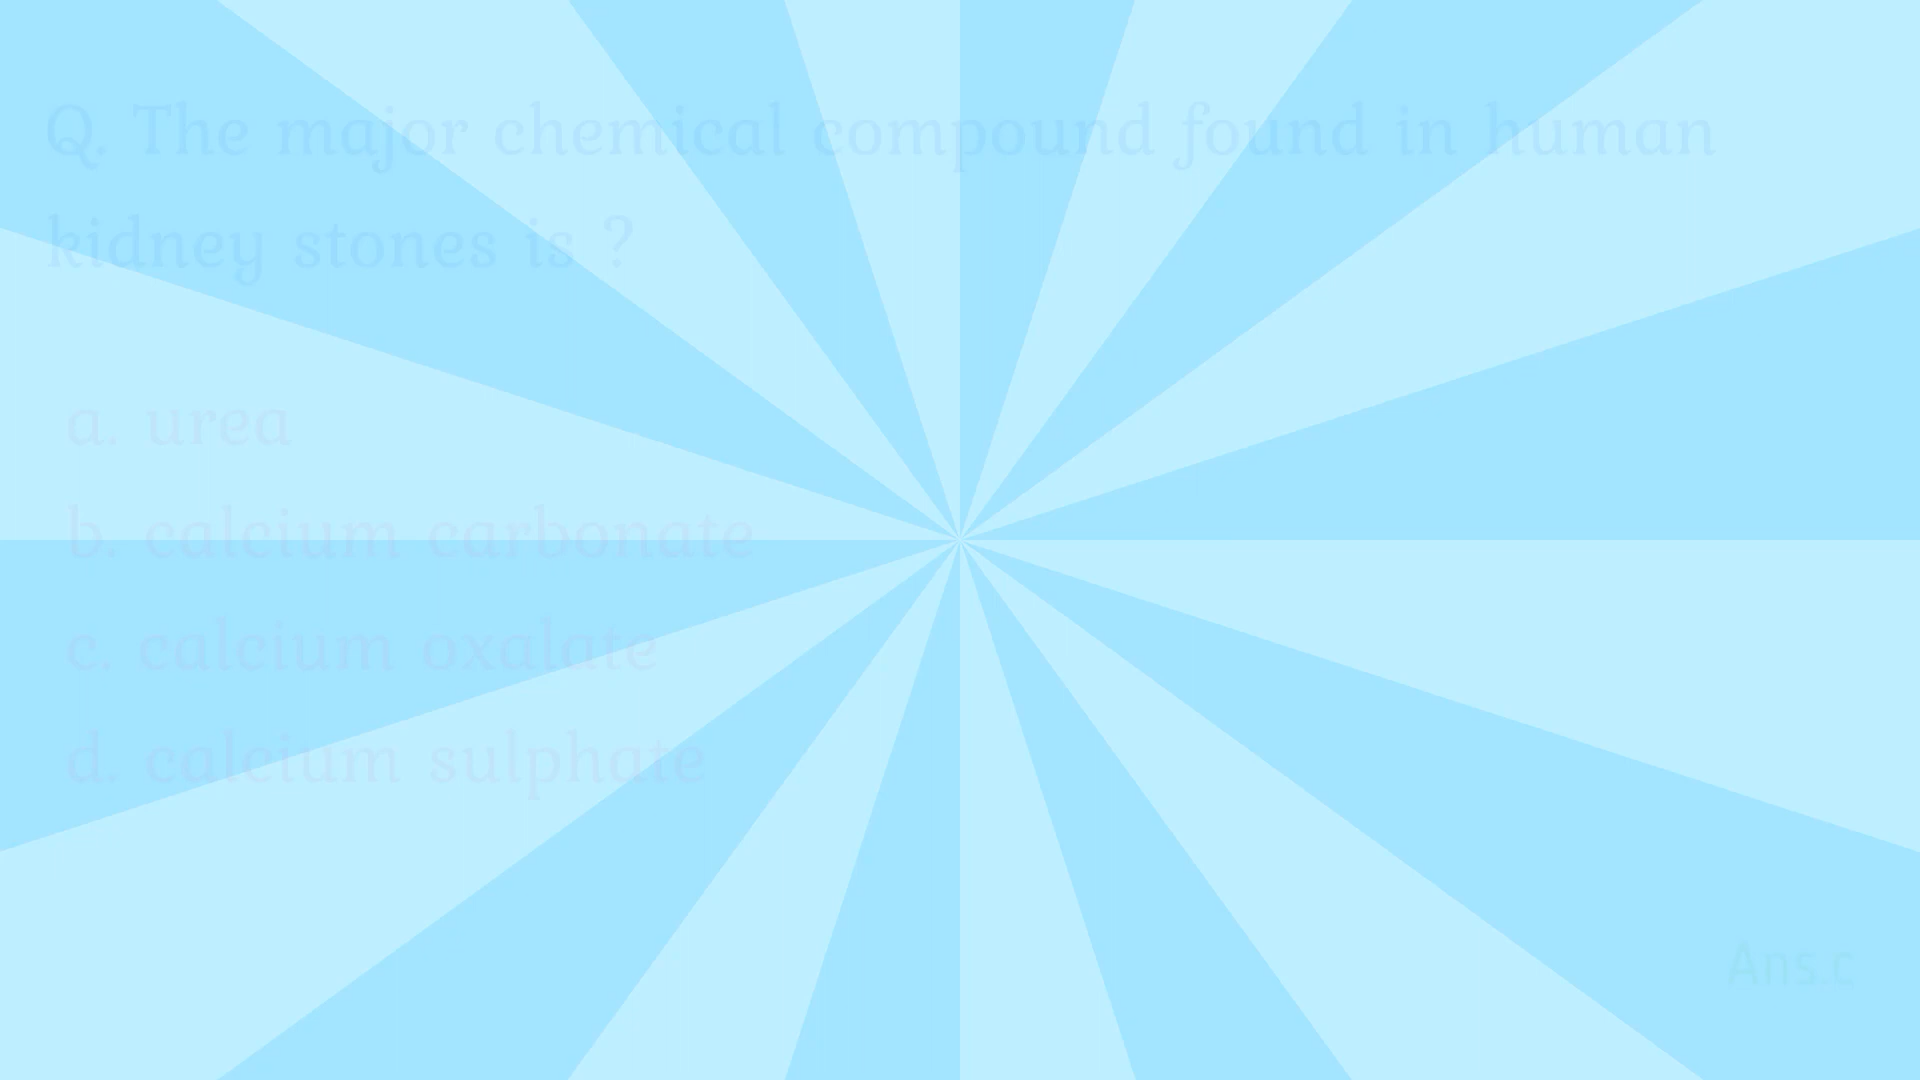 Q. The major chemical compound found in human
kidney stones is ?
a. urea
b. calcium carbonate
c. calcium oxalate
d. calcium sulphate
Ans.c